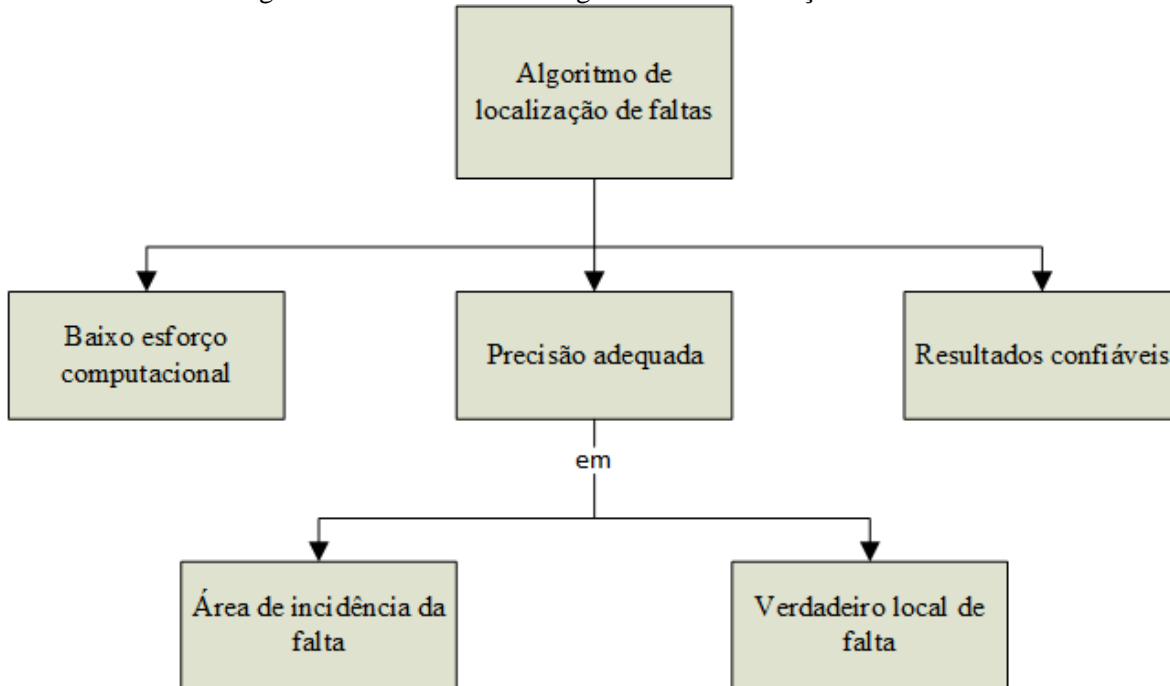 Algoritmo de
localização de faltas
Baixo esforço
computacional
Precisão adequada
Resultados confiáveis
em
Área de incidência da
falta
Verdadeiro local de
falta